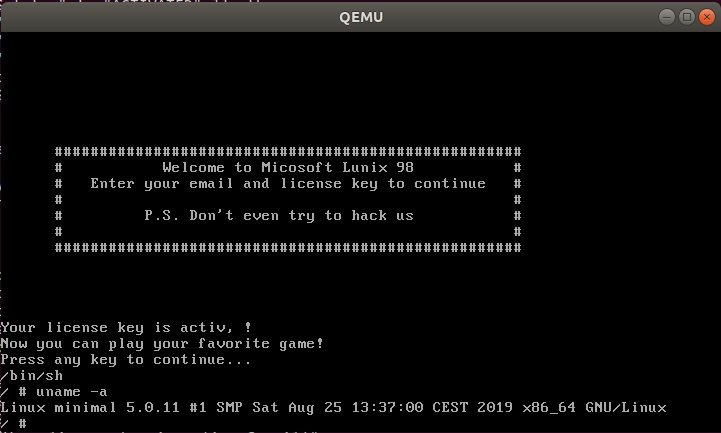 QEMU
####################################################
# Welcome to Micosoft Lunix 98 #
# Enter your email and license key to continue #
# #
# P.S. Don't even try to hack us #
# #
####################################################
Your license key is activ, !
Now you can play your favorite game!
Press any key to continue...
/bin/sh
/ # uname -a
Linux minimal 5.0.11 #1 SMP Sat Aug 25 13:37:00 CEST 2019 x86_64 GNU/Linux
/ #